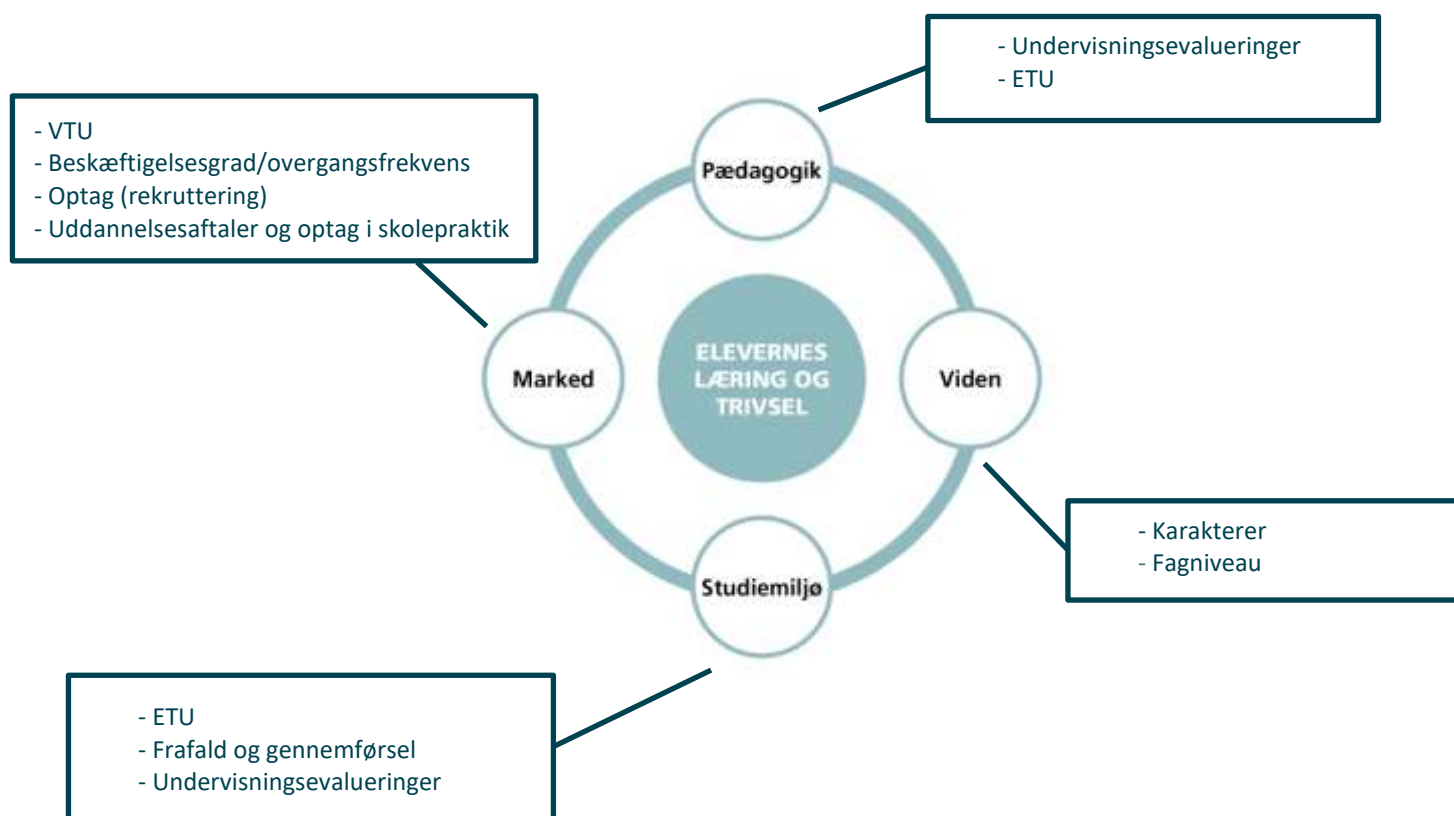 - Undervisningsevalueringer
- ETU
- VTU
- Beskæftigelsesgrad/overgangsfrekvens
- Optag (rekruttering)
- Uddannelsesaftaler og optag i skolepraktik
Pædagogik
Marked
ELEVERNES
LÆRING OG
TRIVSEL
Viden
Studiemiljø
- Karakterer
- Fagniveau
- ETU
- Frafald og gennemførsel
- Undervisningsevalueringer